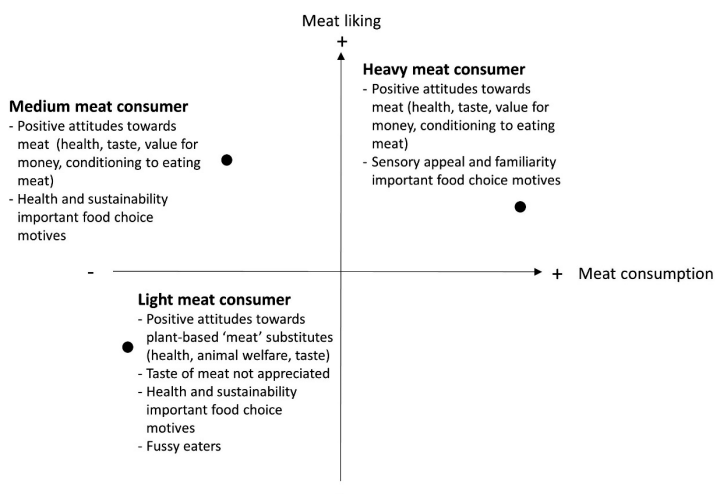 Meat liking
+
Heavy meat consumer
- Positive attitudes towards
meat (health, taste, value for
money, conditioning to eating
meat)
- Sensory appeal and familiarity
important food choice motives
Medium meat consumer
- Positive attitudes towards
meat (health, taste, value for
money, conditioning to eating
meat)
- Health and sustainability
important food choice
motives
-
+ Meat consumption
Light meat consumer
- Positive attitudes towards
plant-based ‘meat’ substitutes
(health, animal welfare, taste)
- Taste of meat not appreciated
- Health and sustainability
important food choice
motives
- Fussy eaters